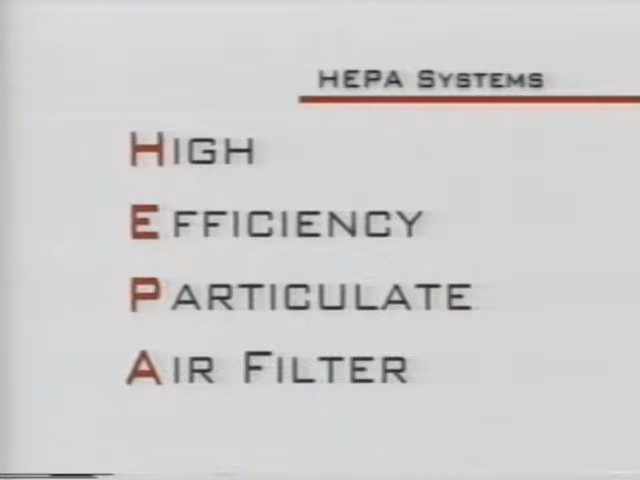 HEPA Systems
High
Efficiency
Particulate
Air Filter